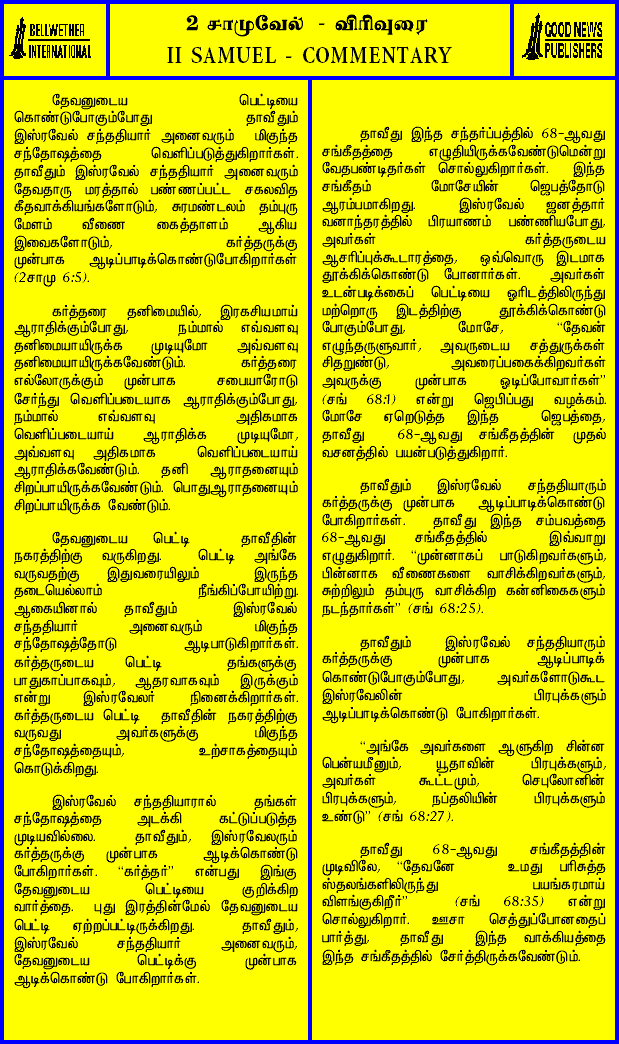 BELLWETHER
INTERNATIONAL
2 சாமுவேல் - விரிவுரை
II SAMUEL - COMMENTARY
GOOD NEWS
PUBLISHERS
தேவனுடைய பெட்டியை
கொண்டுபோகும்போது தாவீதும்
இஸ்ரவேல் சந்ததியார் அனைவரும் மிகுந்த
சந்தோஷத்தை வெளிப்படுத்துகிறார்கள்.
தாவீதும் இஸ்ரவேல் சந்ததியார் அனைவரும்
தேவதாரு மரத்தால் பண்ணப்பட்ட சகலவித
கீதவாக்கியங்களோடும், சுரமண்டலம் தம்புரு
மேளம் வீணை கைத்தாளம் ஆகிய
இவைகளோடும், கர்த்தருக்கு
முன்பாக ஆடிப்பாடிக்கொண்டுபோகிறார்கள்
(2சாமு 6:5).
கர்த்தரை தனிமையில், இரகசியமாய்
ஆராதிக்கும்போது, நம்மால் எவ்வளவு
தனிமையாயிருக்க முடியுமோ அவ்வளவு
தனிமையாயிருக்கவேண்டும். கர்த்தரை
எல்லோருக்கும் முன்பாக சபையாரோடு
சேர்ந்து வெளிப்படையாக ஆராதிக்கும்போது,
நம்மால் எவ்வளவு அதிகமாக
வெளிப்படையாய் ஆராதிக்க முடியுமோ,
அவ்வளவு அதிகமாக வெளிப்படையாய்
ஆராதிக்கவேண்டும். தனி ஆராதனையும்
சிறப்பாயிருக்கவேண்டும். பொதுஆராதனையும்
சிறப்பாயிருக்க வேண்டும்.
தேவனுடைய பெட்டி தாவீதின்
நகரத்திற்கு வருகிறது. பெட்டி அங்கே
வருவதற்கு இதுவரையிலும் இருந்த
தடையெல்லாம் நீங்கிப்போயிற்று.
ஆகையினால் தாவீதும் இஸ்ரவேல்
சந்ததியார் அனைவரும் மிகுந்த
சந்தோஷத்தோடு ஆடிபாடுகிறார்கள்.
கர்த்தருடைய பெட்டி தங்களுக்கு
பாதுகாப்பாகவும், ஆதரவாகவும் இருக்கும்
என்று இஸ்ரவேலர் நினைக்கிறார்கள்.
கர்த்தருடைய பெட்டி தாவீதின் நகரத்திற்கு
வருவது அவர்களுக்கு மிகுந்த
சந்தோஷத்தையும், உற்சாகத்தையும்
கொடுக்கிறது.
இஸ்ரவேல் சந்ததியாரால் தங்கள்
சந்தோஷத்தை அடக்கி கட்டுப்படுத்த
முடியவில்லை. தாவீதும், இஸ்ரவேலரும்
கர்த்தருக்கு முன்பாக ஆடிக்கொண்டு
போகிறார்கள். “கர்த்தர்” என்பது இங்கு
தேவனுடைய பெட்டியை குறிக்கிற
வார்த்தை. புது இரத்தின்மேல் தேவனுடைய
பெட்டி ஏற்றப்பட்டிருக்கிறது. தாவீதும்,
இஸ்ரவேல் சந்ததியார் அனைவரும்,
தேவனுடைய பெட்டிக்கு முன்பாக
ஆடிக்கொண்டு போகிறார்கள்.
தாவீது இந்த சந்தர்ப்பத்தில் 68-ஆவது
சங்கீதத்தை எழுதியிருக்கவேண்டுமென்று
வேதபண்டிதர்கள் சொல்லுகிறார்கள். இந்த
சங்கீதம் மோசேயின் ஜெபத்தோடு
ஆரம்பமாகிறது. இஸ்ரவேல் ஜனத்தார்
வனாந்தரத்தில் பிரயாணம் பண்ணியபோது,
அவர்கள் கர்த்தருடைய
ஆசரிப்புக்கூடாரத்தை, ஒவ்வொரு இடமாக
தூக்கிக்கொண்டு போனார்கள். அவர்கள்
உடன்படிக்கைப் பெட்டியை ஓரிடத்திலிருந்து
மற்றொரு இடத்திற்கு தூக்கிக்கொண்டு
போகும்போது, மோசே, “தேவன்
எழுந்தருளுவார், அவருடைய சத்துருக்கள்
சிதறுண்டு, அவரைப்பகைக்கிறவர்கள்
அவருக்கு முன்பாக ஓடிப்போவார்கள்”
(சங் 68:1) என்று ஜெபிப்பது வழக்கம்.
மோசே ஏறெடுத்த இந்த ஜெபத்தை,
தாவீது 68-ஆவது சங்கீதத்தின் முதல்
வசனத்தில் பயன்படுத்துகிறார்.
தாவீதும் இஸ்ரவேல் சந்ததியாரும்
கர்த்தருக்கு முன்பாக ஆடிப்பாடிக்கொண்டு
போகிறார்கள். தாவீது இந்த சம்பவத்தை
68-ஆவது சங்கீதத்தில் இவ்வாறு
எழுதுகிறார். “முன்னாகப் பாடுகிறவர்களும்,
பின்னாக வீணைகளை வாசிக்கிறவர்களும்,
சுற்றிலும் தம்புரு வாசிக்கிற கன்னிகைகளும்
நடந்தார்கள்” (சங் 68:25).
தாவீதும் இஸ்ரவேல் சந்ததியாரும்
கர்த்தருக்கு முன்பாக ஆடிப்பாடிக்
கொண்டுபோகும்போது, அவர்களோடுகூட
இஸ்ரவேலின் பிரபுக்களும்
ஆடிப்பாடிக்கொண்டு போகிறார்கள்.
“அங்கே அவர்களை ஆளுகிற சின்ன
பென்யமீனும், யூதாவின் பிரபுக்களும்,
அவர்கள் கூட்டமும், செபுலோனின்
பிரபுக்களும், நப்தலியின் பிரபுக்களும்
உண்டு” (சங் 68:27).
தாவீது 68-ஆவது சங்கீதத்தின்
முடிவிலே, “தேவனே உமது பரிசுத்த
ஸ்தலங்களிலிருந்து பயங்கரமாய்
விளங்குகிறீர்” (சங் 68:35) என்று
சொல்லுகிறார். ஊசா செத்துப்போனதைப்
பார்த்து, தாவீது இந்த வாக்கியத்தை
இந்த சங்கீதத்தில் சேர்த்திருக்கவேண்டும்.